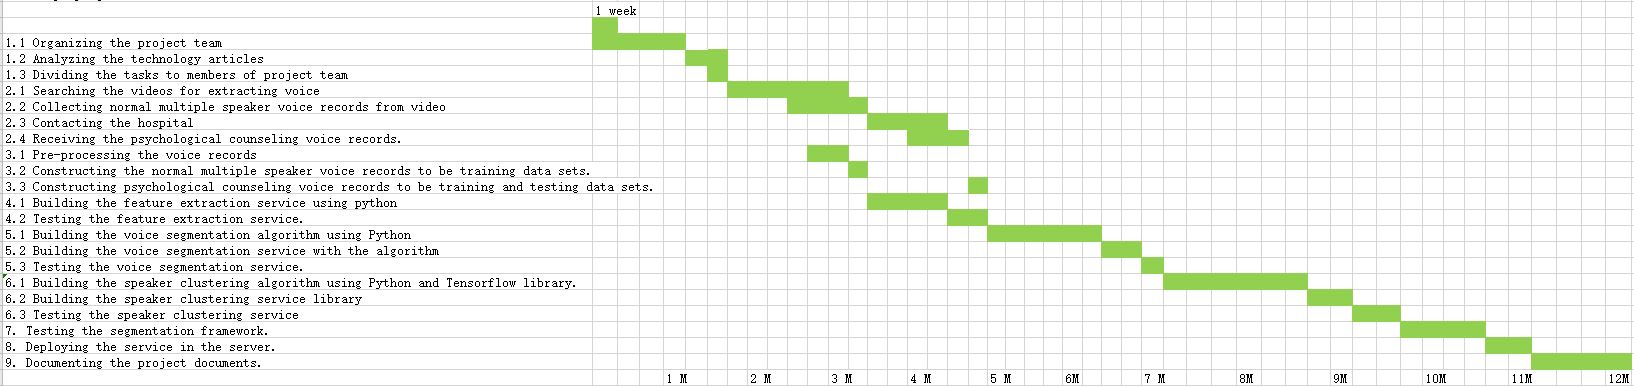 1 week
1.1 Organizing the project team
1.2 Analyzing the technology articles
1.3 Dividing the tasks to members of project team
2.1 Searching the videos for extracting voice
2.2 Collecting normal multiple speaker voice records from video
2.3 Contacting the hospital
2.4 Receiving the psychological counseling voice records.
3.1 Pre-processing the voice records
3.2 Constructing the normal multiple speaker voice records to be training data sets.
3.3 Constructing psychological counseling voice records to be training and testing data sets.
4.1 Building the feature extraction service using python
4.2 Testing the feature extraction service.
5.1 Building the voice segmentation algorithm using Python
5.2 Building the voice segmentation service with the algorithm
5.3 Testing the voice segmentation service.
6.1 Building the speaker clustering algorithm using Python and Tensorflow library.
6.2 Building the speaker clustering service library
6.3 Testing the speaker clustering service
7. Testing the segmentation framework.
8. Deploying the service in the server.
9. Documenting the project documents.
1 M 2 M 3 M 4 M 5 M 6M 7 M 8M 9M 10M 11M 12M